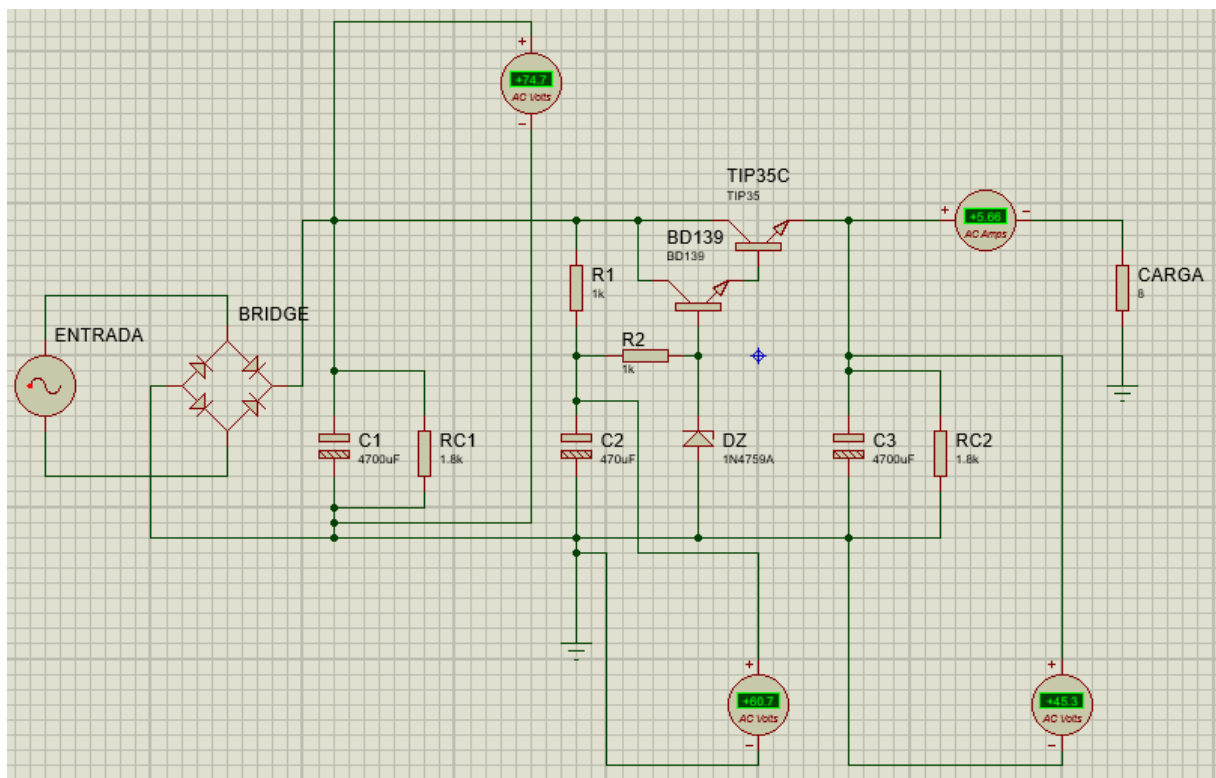 +
+74.7
AC Volts
−
TIP35C
TIP35
+
+5.66
−
AC Amps
BD139
BD139
R1
1k
CARGA
8
BRIDGE
ENTRADA
R2
1k
C1
4700uF
RC1
1.8k
C2
470uF
DZ
1N4759A
C3
4700uF
RC2
1.8k
+
+60.7
AC Volts
−
+
+45.3
AC Volts
−